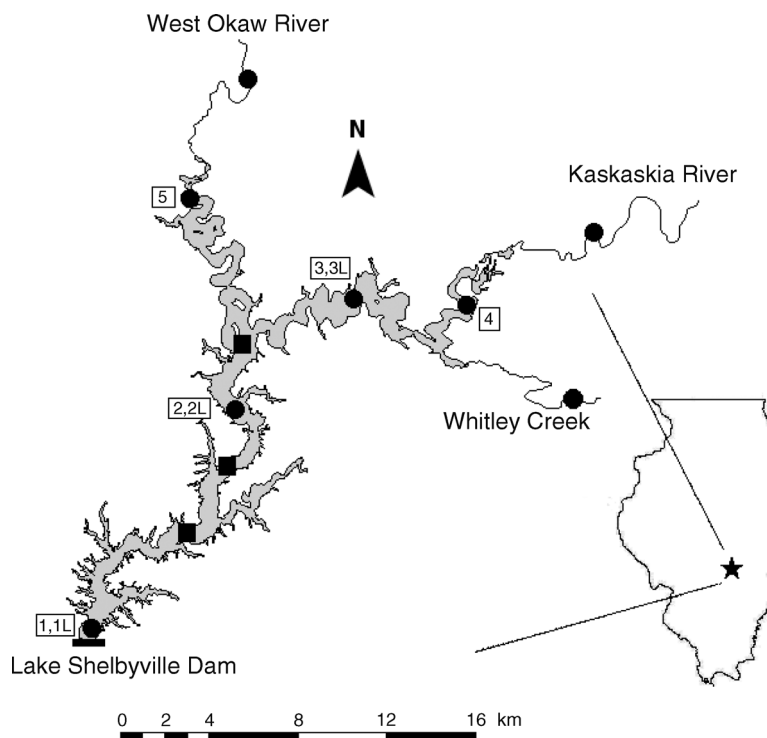 West Okaw River
N
Kaskaskia River
5
3,3L
4
2,2L
Whitley Creek
1,1L
Lake Shelbyville Dam
0 2 4 8 12 16 km